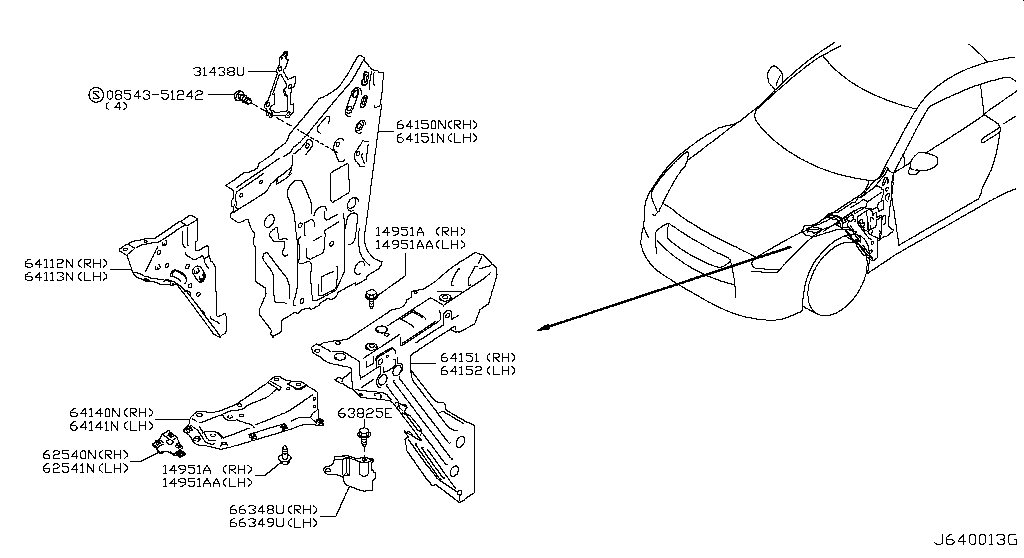 31438U
S 08543-51242
(4)
64150N(RH)
64151N(LH)
14951A (RH)
14951AA(LH)
64112N(RH)
64113N(LH)
64151 (RH)
64152 (LH)
64140N(RH)
64141N(LH)
63825E
62540N(RH)
62541N(LH)
14951A (RH)
14951AA(LH)
66348U(RH)
66349U(LH)
J640013G